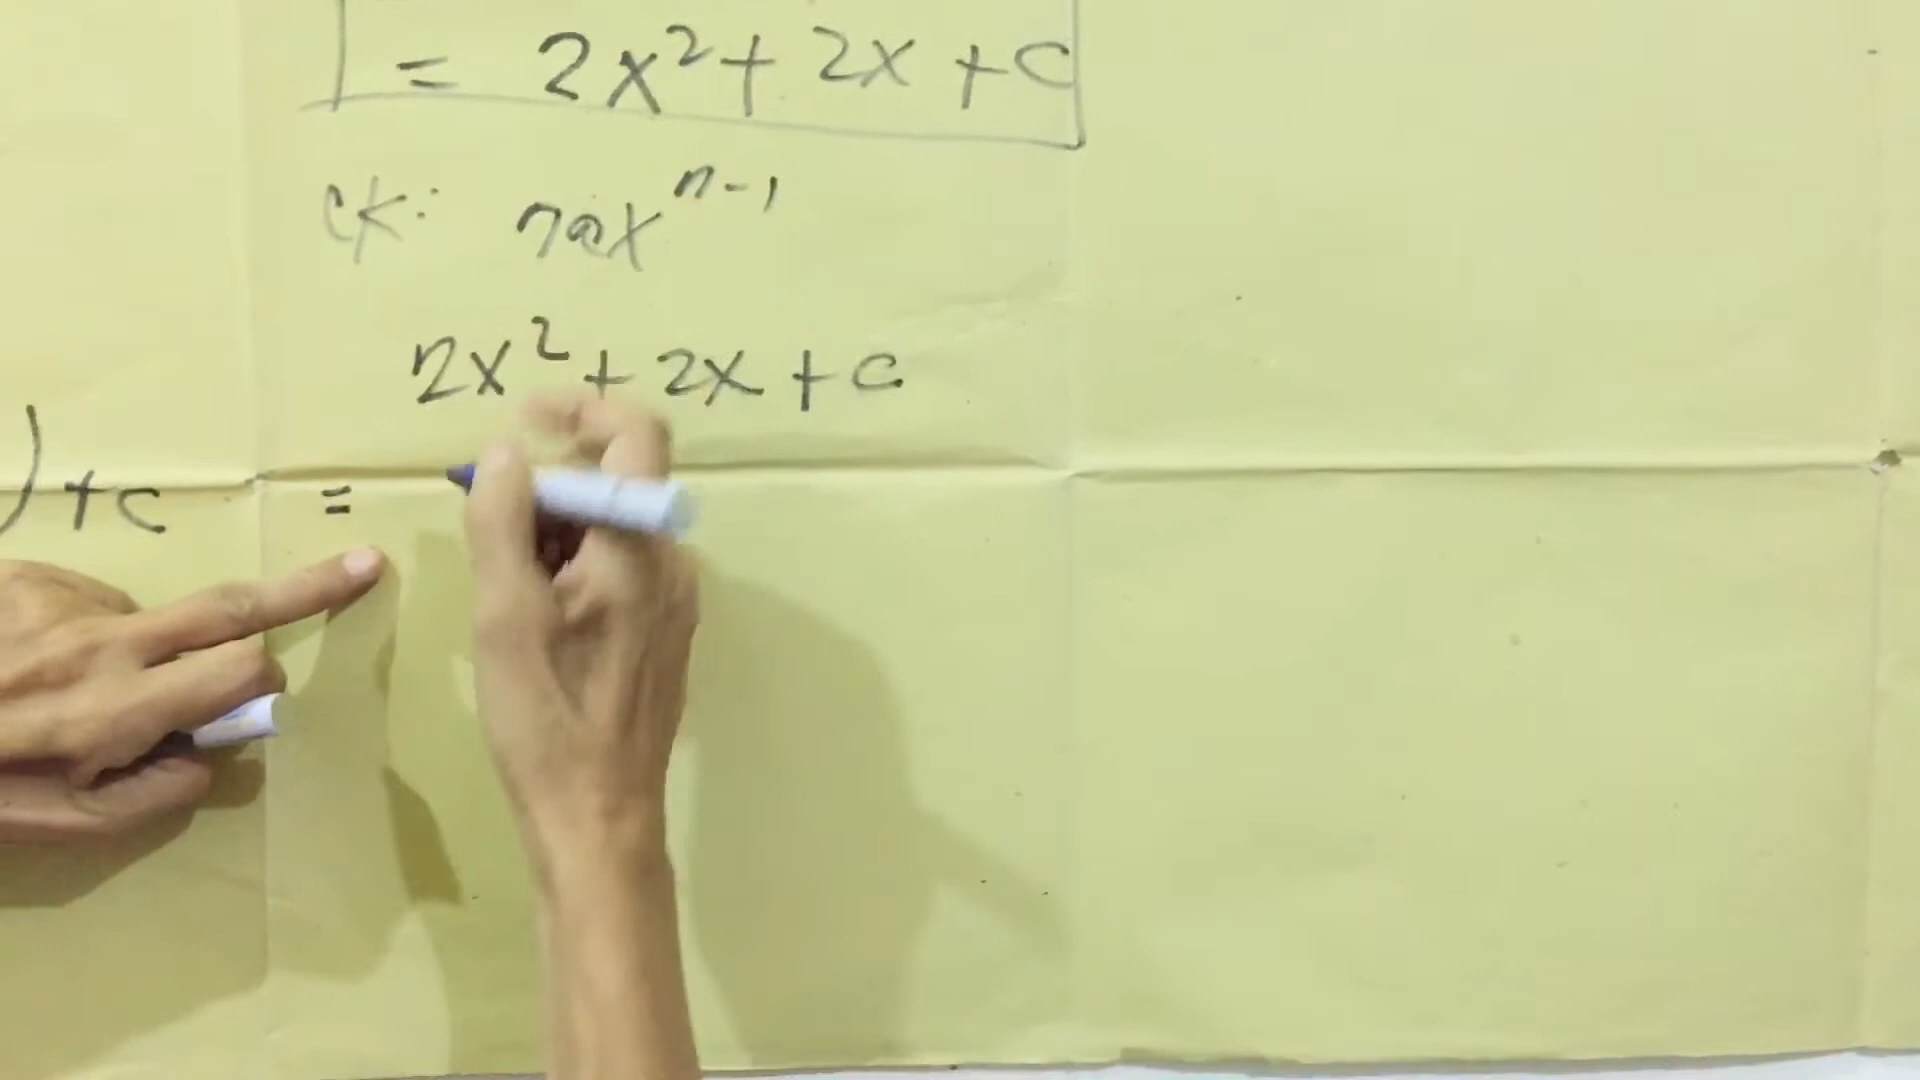 = 2x² + 2x + c
ck: nax^{n-1}
2x² + 2x + c
) + c =